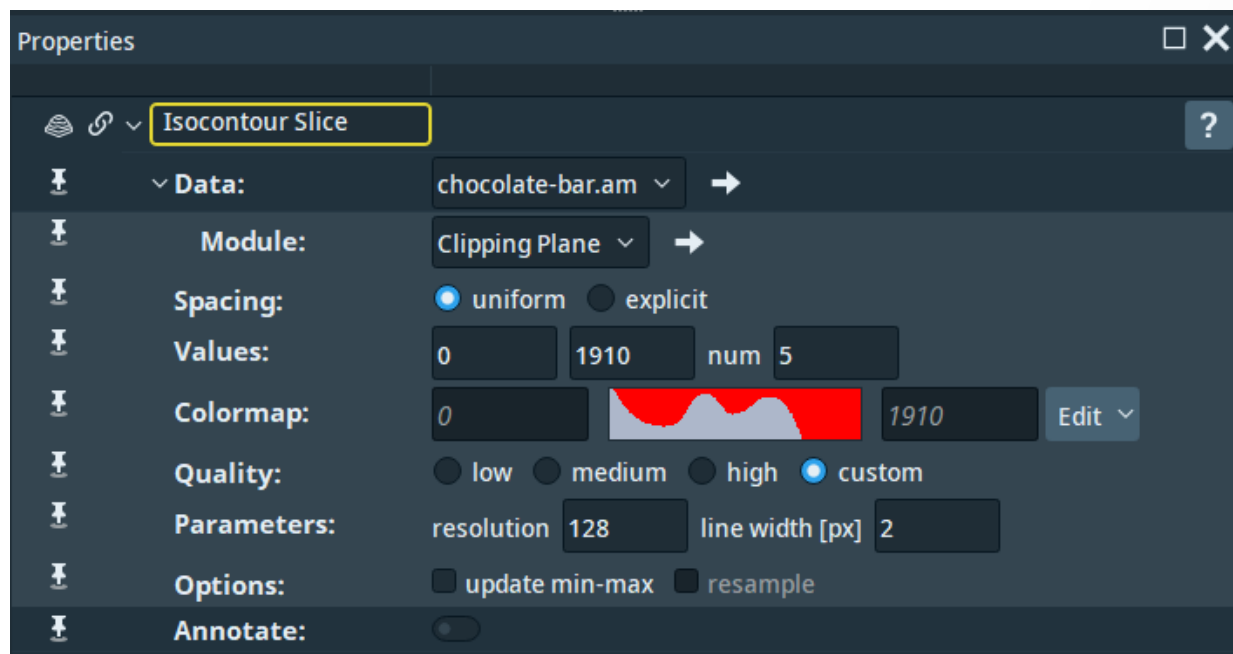 Properties
Isocontour Slice ?
Data: chocolate-bar.am
Module: Clipping Plane
Spacing: uniform explicit
Values: 0 1910 num 5
Colormap: 0 1910 Edit
Quality: low medium high custom
Parameters: resolution 128 line width [px] 2
Options: update min-max resample
Annotate: